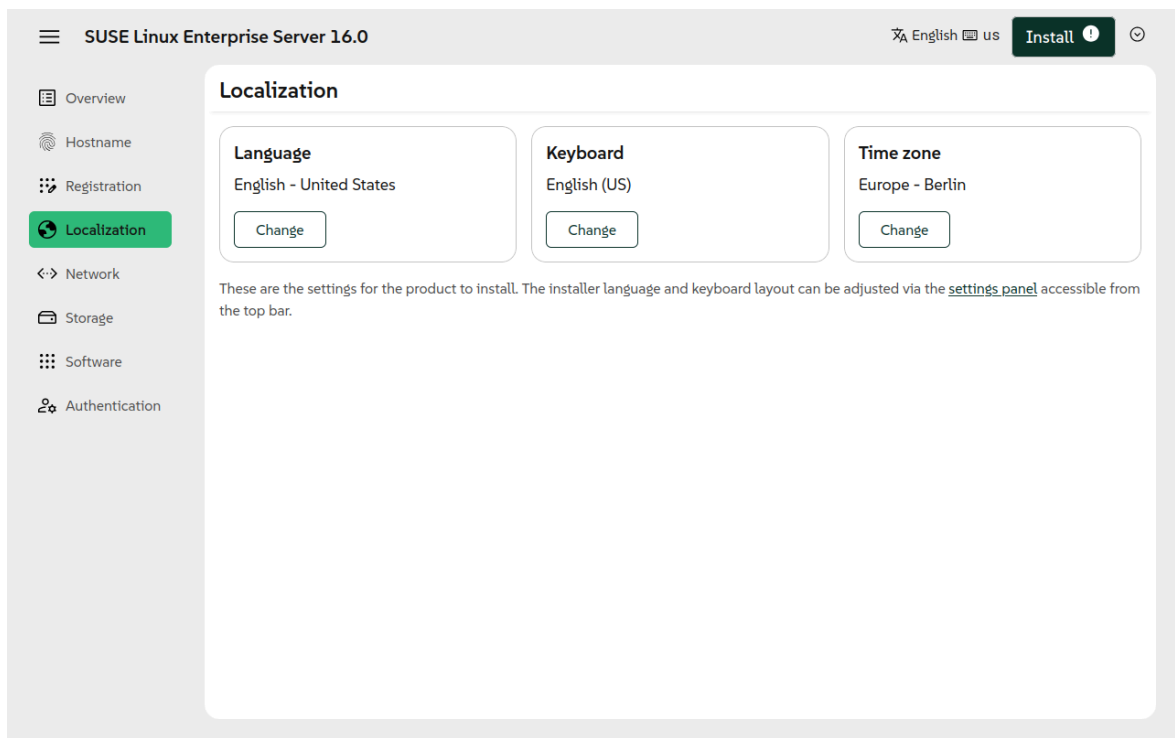 SUSE Linux Enterprise Server 16.0
English us
Install !
Overview
Hostname
Registration
Localization
Network
Storage
Software
Authentication
Localization
Language
English - United States
Change
Keyboard
English (US)
Change
Time zone
Europe - Berlin
Change
These are the settings for the product to install. The installer language and keyboard layout can be adjusted via the settings panel accessible from
the top bar.